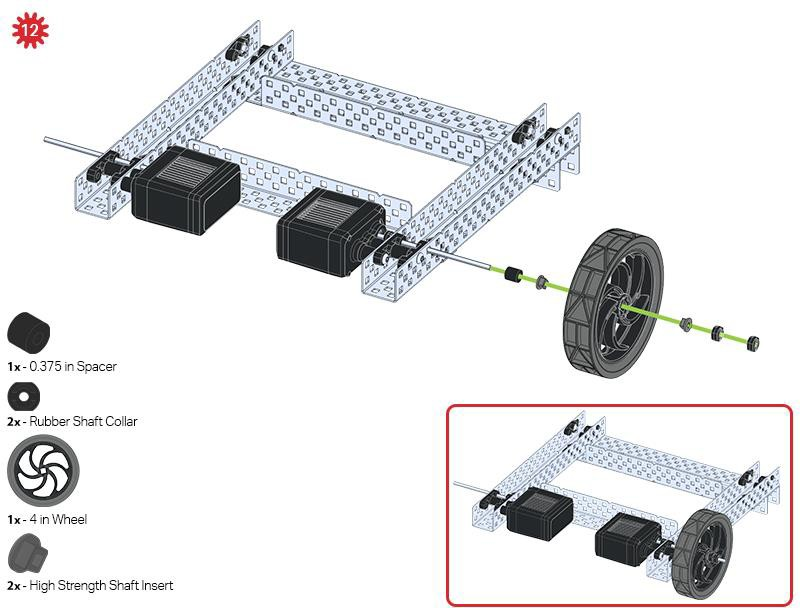 12
1x - 0.375 in Spacer
2x - Rubber Shaft Collar
1x - 4 in Wheel
2x - High Strength Shaft Insert